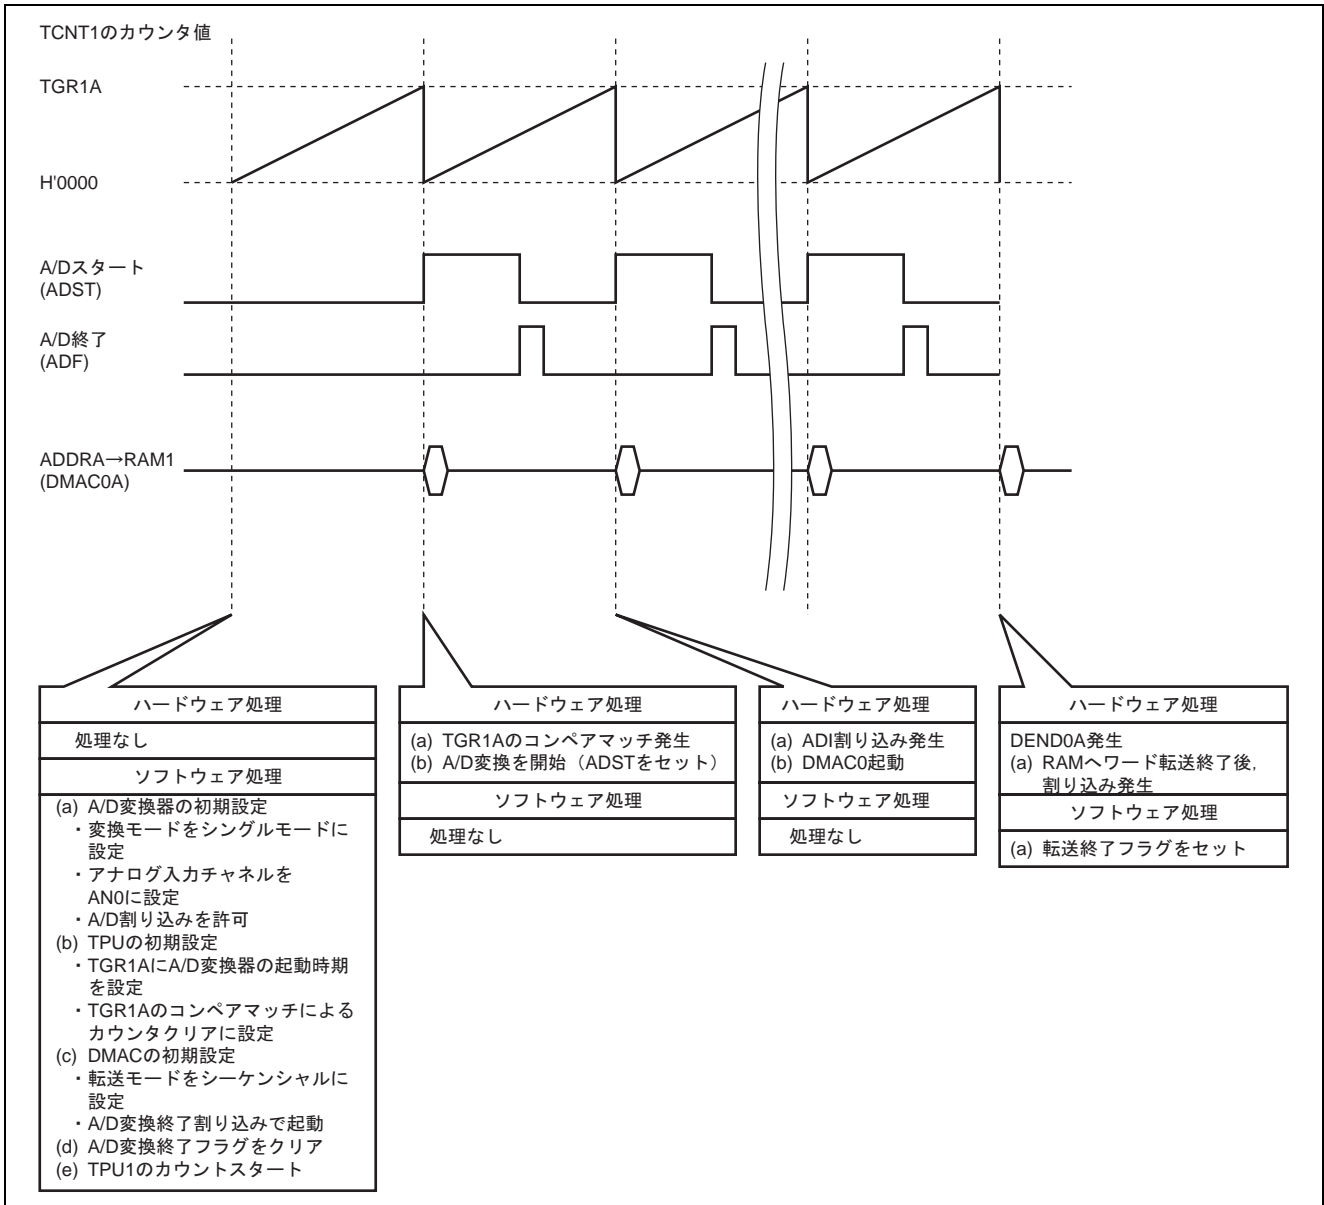 TCNT1のカウンタ値
TGR1A
H'0000
A/Dスタート
(ADST)
A/D終了
(ADF)
ADDRA→RAM1
(DMAC0A)
ハードウェア処理
処理なし
ソフトウェア処理
(a) A/D変換器の初期設定
・変換モードをシングルモードに
設定
・アナログ入力チャネルを
AN0に設定
・A/D割り込みを許可
(b) TPUの初期設定
・TGR1AにA/D変換器の起動時期
を設定
・TGR1Aのコンペアマッチによる
カウンタクリアに設定
(c) DMACの初期設定
・転送モードをシーケンシャルに
設定
・A/D変換終了割り込みで起動
(d) A/D変換終了フラグをクリア
(e) TPU1のカウントスタート
ハードウェア処理
(a) TGR1Aのコンペアマッチ発生
(b) A/D変換を開始（ADSTをセット）
ソフトウェア処理
処理なし
ハードウェア処理
(a) ADI割り込み発生
(b) DMAC0起動
ソフトウェア処理
処理なし
ハードウェア処理
DEND0A発生
(a) RAMへワード転送終了後,
割り込み発生
ソフトウェア処理
(a) 転送終了フラグをセット